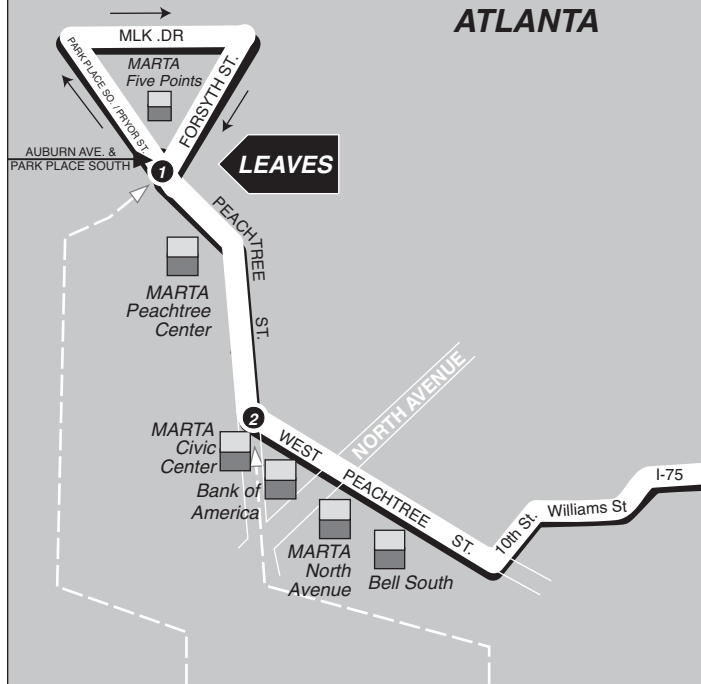 ATLANTA
MLK .DR
PARK PLACE SO. / PRYOR ST.
MARTA
Five Points
FORSYTH ST.
AUBURN AVE. &
PARK PLACE SOUTH
1
LEAVES
PEACHTREE
ST.
MARTA
Peachtree
Center
NORTH AVENUE
2
MARTA
Civic
Center
WEST PEACHTREE ST.
Bank of
America
MARTA
North
Avenue
Bell South
10th St.
Williams St
I-75